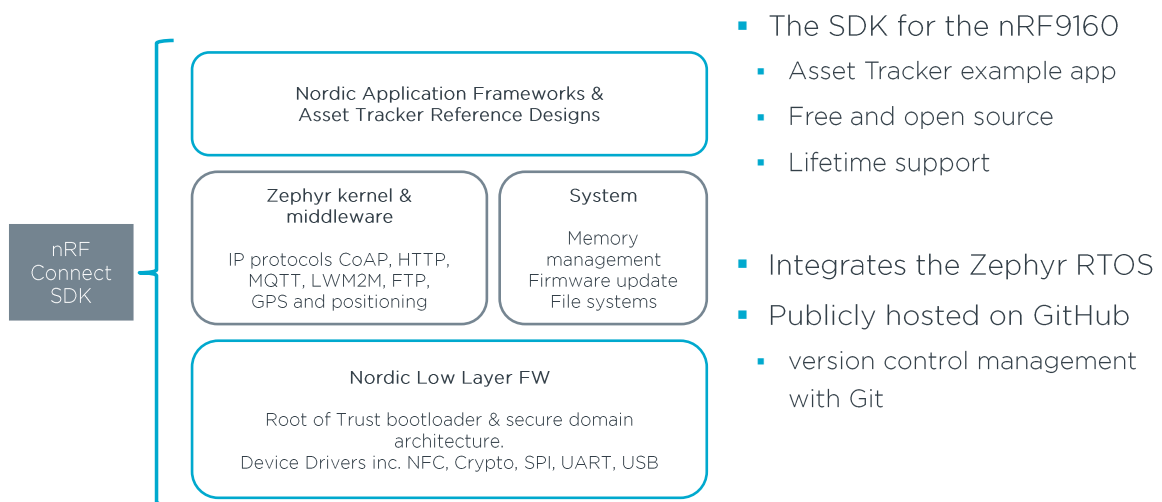 nRF
Connect
SDK
Nordic Application Frameworks &
Asset Tracker Reference Designs
Zephyr kernel &
middleware
IP protocols CoAP, HTTP,
MQTT, LWM2M, FTP,
GPS and positioning
System
Memory
management
Firmware update
File systems
Nordic Low Layer FW
Root of Trust bootloader & secure domain
architecture.
Device Drivers inc. NFC, Crypto, SPI, UART, USB
The SDK for the nRF9160
Asset Tracker example app
Free and open source
Lifetime support
Integrates the Zephyr RTOS
Publicly hosted on GitHub
version control management
with Git